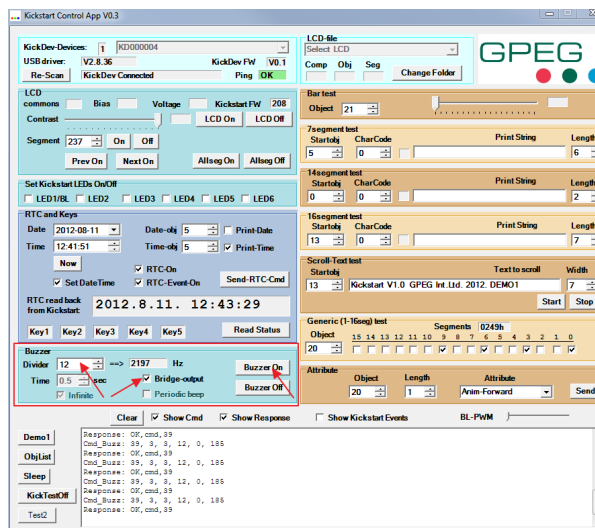 Kickstart Control App V0.3
KickDev-Devices: 1 KD000004
USB driver: V2.8.36 KickDev FW V0.1
Re-Scan KickDev Connected Ping OK
LCD-file
Select LCD
Comp Obj Seg
Change Folder
GPEG
LCD
commons Bias Voltage Kickstart FW 208
Contrast LCD On LCD Off
Segment 237 On Off
Prev On Next On Allseg On Allseg Off
Set Kickstart LEDs On/Off
LED1/BL LED2 LED3 LED4 LED5 LED6
RTC and Keys
Date 2012-08-11 Date-obj 5 Print-Date
Time 12:41:51 Time-obj 5 Print-Time
Now RTC-On
Set DateTime RTC-Event-On Send-RTC-Cmd
RTC read back
from Kickstart: 2012.8.11. 12:43:29
Key1 Key2 Key3 Key4 Key5 Read Status
Buzzer
Divider 12 ==> 2197 Hz Buzzer On
Time 0.5 sec Bridge-output
Infinite Periodic beep Buzzer Off
Bar test
Object 21
7segment test
Startobj CharCode Print String Length
5 0 6
14segment test
Startobj CharCode Print String Length
0 0 2
16segment test
Startobj CharCode Print String Length
13 0 7
Scroll-Text test
Startobj Text to scroll Width
13 Kickstart V1.0 GPEG Int.Ltd. 2012. DEMO1 7
Start Stop
Generic (1-16seg) test
Object Segments 0249h
15 14 13 12 11 10 9 8 7 6 5 4 3 2 1 0
20
Attribute
Object Length Attribute
20 1 Anim-Forward Send
Clear Show Cmd Show Response Show Kickstart Events BL-PWM
Demo1
ObjList
Sleep
KickTestOff
Test2
Response: OK,cmd,39
Cmd_Buzz: 39, 3, 3, 12, 0, 185
Response: OK,cmd,39
Cmd_Buzz: 39, 3, 3, 12, 0, 185
Response: OK,cmd,39
Cmd_Buzz: 39, 3, 3, 12, 0, 185
Response: OK,cmd,39
Cmd_Buzz: 39, 3, 3, 12, 0, 185
Response: OK,cmd,39